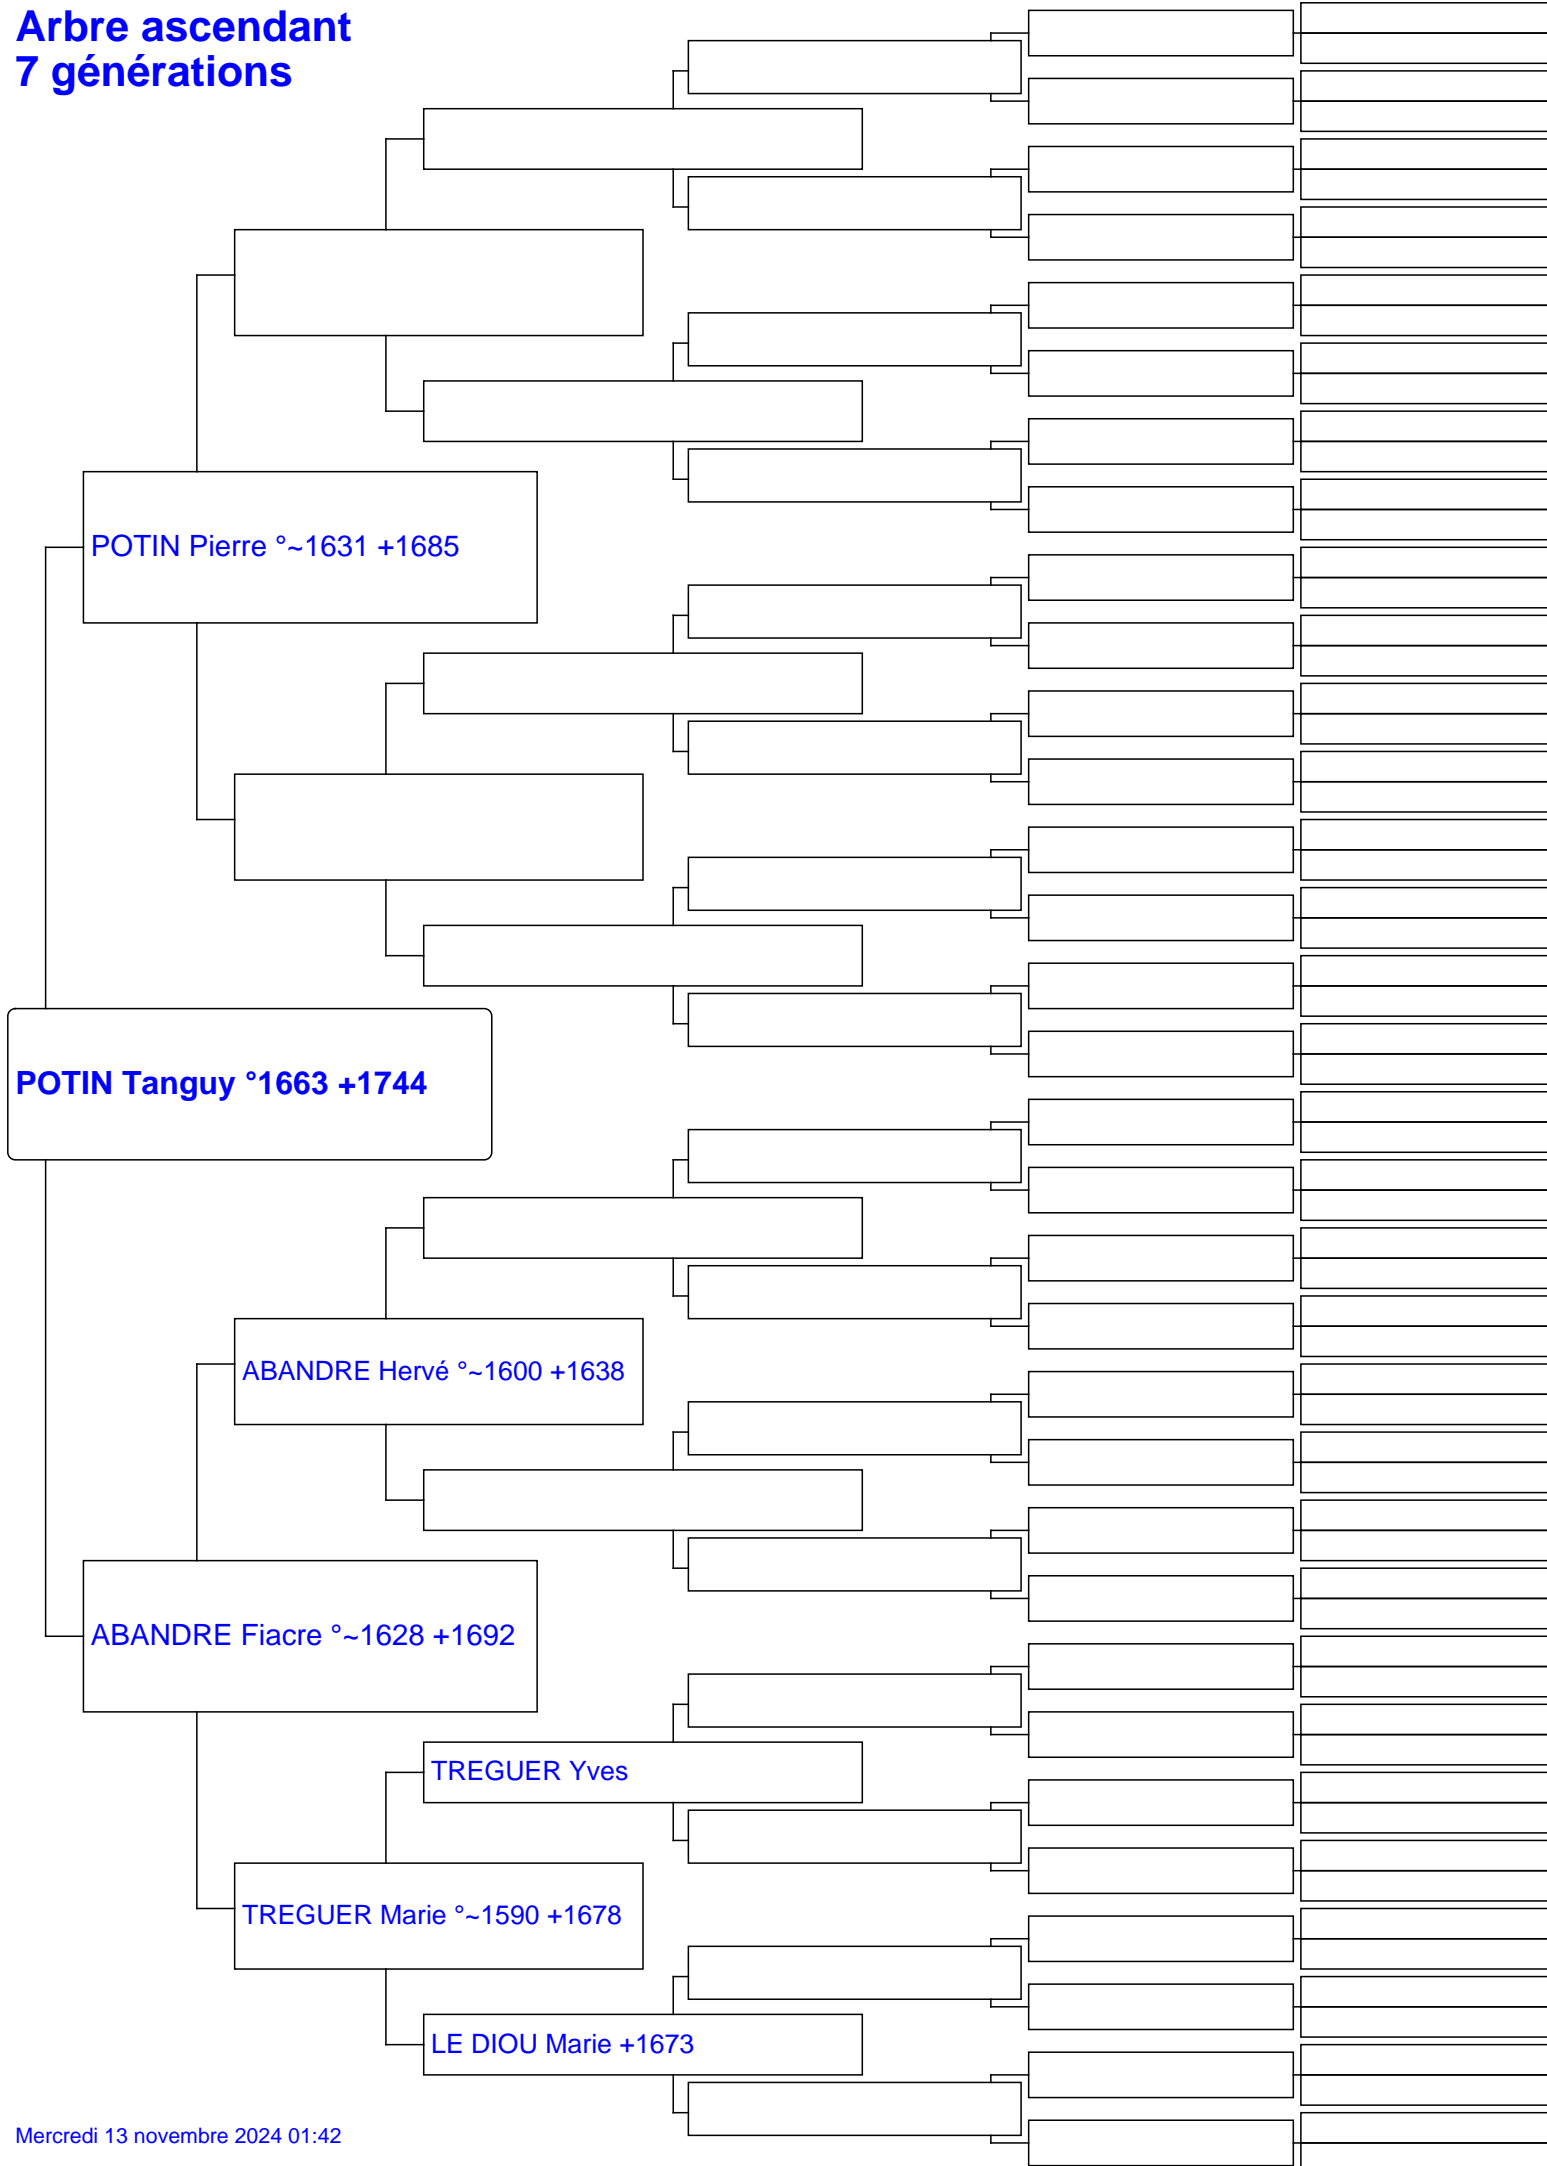 Arbre ascendant
7 générations
POTIN Pierre °~1631 +1685
POTIN Tanguy °1663 +1744
ABANDRE Hervé °~1600 +1638
ABANDRE Fiacre °~1628 +1692
TREGUER Yves
TREGUER Marie °~1590 +1678
LE DIOU Marie +1673
Mercredi 13 novembre 2024 01:42